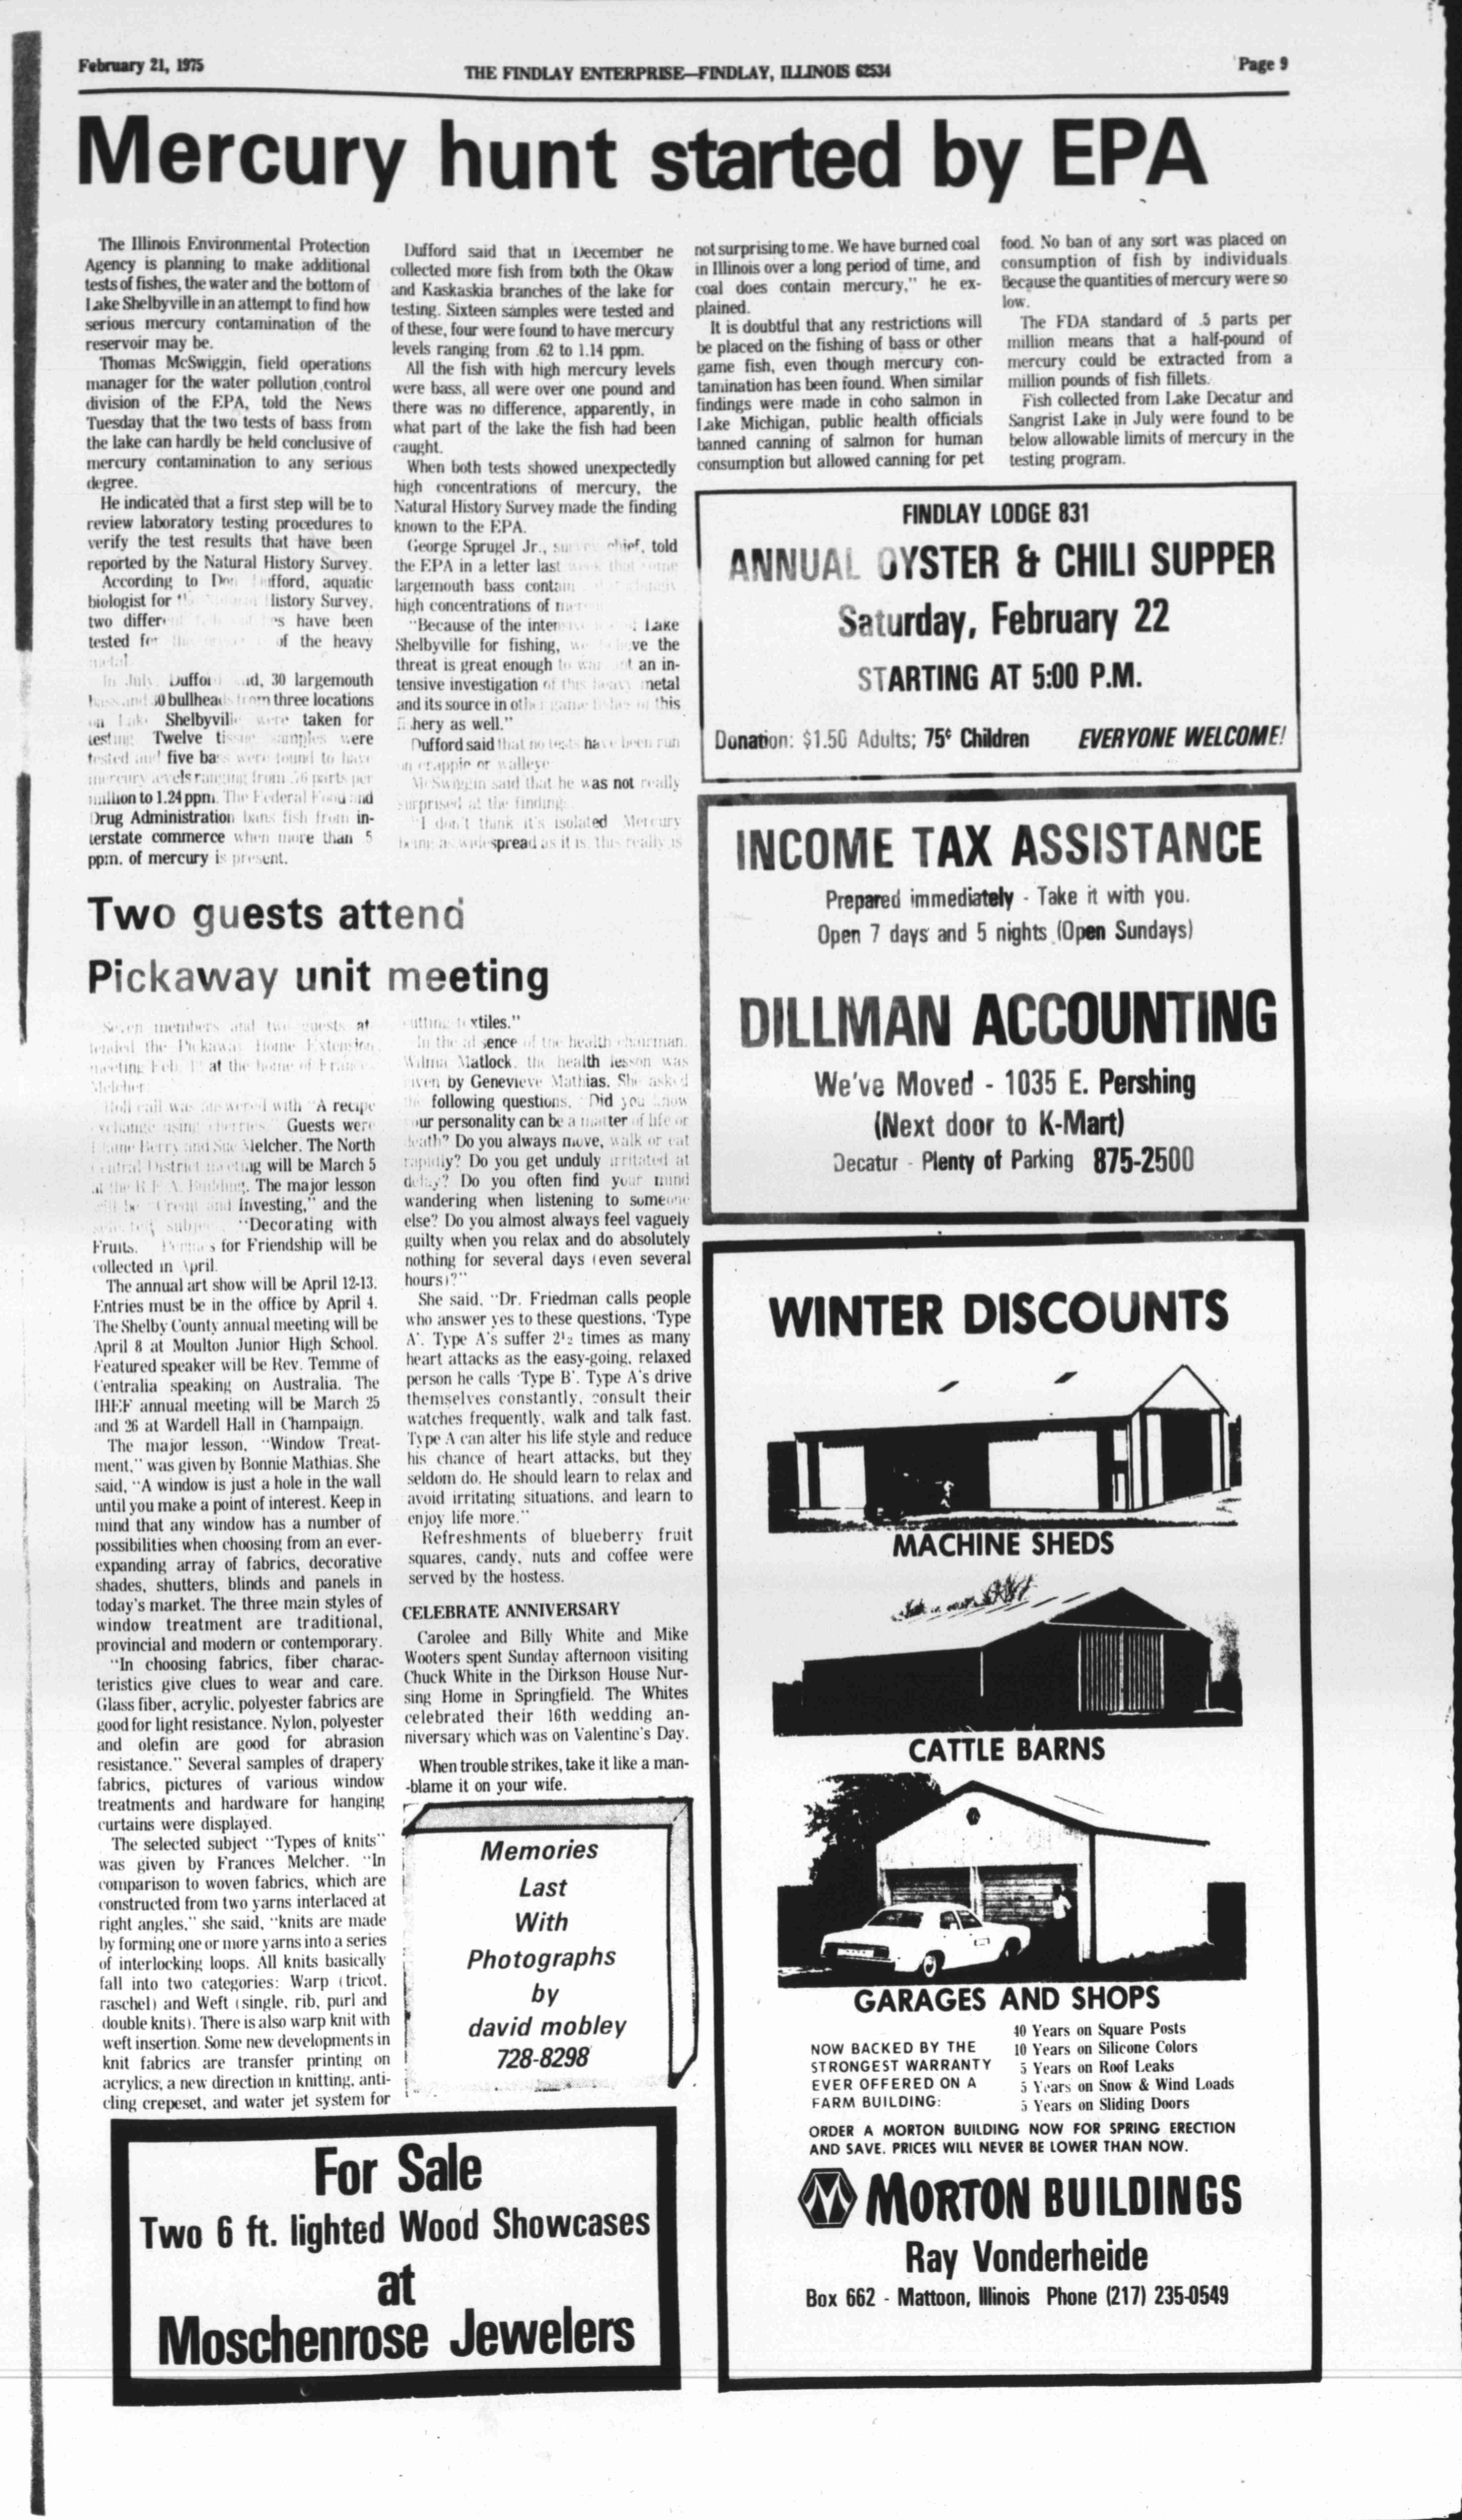 February 21, 1975
THE FINDLAY ENTERPRISE—FINDLAY, ILLINOIS 62534
Page 9
Mercury hunt started by EPA
The Illinois Environmental Protection
Agency is planning to make additional
tests of fishes, the water and the bottom of
Lake Shelbyville in an attempt to find how
serious mercury contamination of the
reservoir may be.
Thomas McSwiggin, field operations
manager for the water pollution control
division of the EPA, told the News
Tuesday that the two tests of bass from
the lake can hardly be held conclusive of
mercury contamination to any serious
degree.
He indicated that a first step will be to
review laboratory testing procedures to
verify the test results that have been
reported by the Natural History Survey.
According to Don Dufford, aquatic
biologist for History Survey,
two have been
tested for of the heavy
metal.
In July, Dufford said, 30 largemouth
bass and bullheads from three locations
on Lake Shelbyville were taken for
testing. Twelve tissue samples were
tested and five bass were found to have
mercury levels ranging from .56 parts per
million to 1.24 ppm. The Federal Food and
Drug Administration bans fish from in-
terstate commerce when more than .5
ppm. of mercury is present.
Dufford said that in December he
collected more fish from both the Okaw
and Kaskaskia branches of the lake for
testing. Sixteen samples were tested and
of these, four were found to have mercury
levels ranging from .62 to 1.14 ppm.
All the fish with high mercury levels
were bass, all were over one pound and
there was no difference, apparently, in
what part of the lake the fish had been
caught.
When both tests showed unexpectedly
high concentrations of mercury, the
Natural History Survey made the finding
known to the EPA.
George Sprugel Jr., survey chief, told
the EPA in a letter last week that some
largemouth bass contain
high concentrations of
"Because of the Lake
Shelbyville for fishing, we the
threat is great enough to warrant an in-
tensive investigation of this heavy metal
and its source in other game fishes of this
fishery as well."
Dufford said that no tests have been run
on crappie or walleye.
McSwiggin said that he was not really
surprised at the finding.
"I don't think it's isolated. Mercury
being as widespread as it is, this really is
not surprising to me. We have burned coal
in Illinois over a long period of time, and
coal does contain mercury," he ex-
plained.
It is doubtful that any restrictions will
be placed on the fishing of bass or other
game fish, even though mercury con-
tamination has been found. When similar
findings were made in coho salmon in
Lake Michigan, public health officials
banned canning of salmon for human
consumption but allowed canning for pet
food. No ban of any sort was placed on
consumption of fish by individuals
Because the quantities of mercury were so
low.
The FDA standard of .5 parts per
million means that a half-pound of
mercury could be extracted from a
million pounds of fish fillets.
Fish collected from Lake Decatur and
Sangrist Lake in July were found to be
below allowable limits of mercury in the
testing program.
Two guests attend
Pickaway unit meeting
Seven members and two guests at-
tended the Pickaway Home Extension
meeting Feb. at the home of Frances
Melcher.
Roll call was answered with "A recipe
exchange using cherries. Guests were
Elaine Berry and Sue Melcher. The North
Central District meeting will be March 5
at the Building. The major lesson
will be "Credit and Investing," and the
selected subject "Decorating with
Fruits. Pennies for Friendship will be
collected in April.
The annual art show will be April 12-13.
Entries must be in the office by April 4.
The Shelby County annual meeting will be
April 8 at Moulton Junior High School.
Featured speaker will be Rev. Temme of
Centralia speaking on Australia. The
IHEF annual meeting will be March 25
and 26 at Wardell Hall in Champaign.
The major lesson, "Window Treat-
ment," was given by Bonnie Mathias. She
said, "A window is just a hole in the wall
until you make a point of interest. Keep in
mind that any window has a number of
possibilities when choosing from an ever-
expanding array of fabrics, decorative
shades, shutters, blinds and panels in
today's market. The three main styles of
window treatment are traditional,
provincial and modern or contemporary.
"In choosing fabrics, fiber charac-
teristics give clues to wear and care.
Glass fiber, acrylic, polyester fabrics are
good for light resistance. Nylon, polyester
and olefin are good for abrasion
resistance." Several samples of drapery
fabrics, pictures of various window
treatments and hardware for hanging
curtains were displayed.
The selected subject "Types of knits"
was given by Frances Melcher. "In
comparison to woven fabrics, which are
constructed from two yarns interlaced at
right angles," she said, "knits are made
by forming one or more yarns into a series
of interlocking loops. All knits basically
fall into two categories: Warp (tricot,
raschel) and Weft (single, rib, purl and
double knits). There is also warp knit with
weft insertion. Some new developments in
knit fabrics are transfer printing on
acrylics, a new direction in knitting, anti-
cling crepeset, and water jet system for
cutting textiles."
In the absence of the health chairman,
Wilma Matlock, the health lesson was
given by Genevieve Mathias. She asked
the following questions, "Did you know
your personality can be a matter of life or
death? Do you always move, walk or eat
rapidly? Do you get unduly irritated at
delay? Do you often find your mind
wandering when listening to someone
else? Do you almost always feel vaguely
guilty when you relax and do absolutely
nothing for several days (even several
hours)?"
She said, "Dr. Friedman calls people
who answer yes to these questions, 'Type
A'. Type A's suffer 2½ times as many
heart attacks as the easy-going, relaxed
person he calls 'Type B'. Type A's drive
themselves constantly, consult their
watches frequently, walk and talk fast.
Type A can alter his life style and reduce
his chance of heart attacks, but they
seldom do. He should learn to relax and
avoid irritating situations, and learn to
enjoy life more."
Refreshments of blueberry fruit
squares, candy, nuts and coffee were
served by the hostess.
CELEBRATE ANNIVERSARY
Carolee and Billy White and Mike
Wooters spent Sunday afternoon visiting
Chuck White in the Dirkson House Nur-
sing Home in Springfield. The Whites
celebrated their 16th wedding an-
niversary which was on Valentine's Day.
When trouble strikes, take it like a man-
-blame it on your wife.
Memories
Last
With
Photographs
by
david mobley
728-8298
For Sale
Two 6 ft. lighted Wood Showcases
at
Moschenrose Jewelers
FINDLAY LODGE 831
ANNUAL OYSTER & CHILI SUPPER
Saturday, February 22
STARTING AT 5:00 P.M.
Donation: $1.50 Adults; 75¢ Children EVERYONE WELCOME!
INCOME TAX ASSISTANCE
Prepared immediately - Take it with you.
Open 7 days and 5 nights (Open Sundays)
DILLMAN ACCOUNTING
We've Moved - 1035 E. Pershing
(Next door to K-Mart)
Decatur - Plenty of Parking 875-2500
WINTER DISCOUNTS
MACHINE SHEDS
CATTLE BARNS
GARAGES AND SHOPS
NOW BACKED BY THE
STRONGEST WARRANTY
EVER OFFERED ON A
FARM BUILDING:
40 Years on Square Posts
10 Years on Silicone Colors
5 Years on Roof Leaks
5 Years on Snow & Wind Loads
5 Years on Sliding Doors
ORDER A MORTON BUILDING NOW FOR SPRING ERECTION
AND SAVE. PRICES WILL NEVER BE LOWER THAN NOW.
MORTON BUILDINGS
Ray Vonderheide
Box 662 - Mattoon, Illinois Phone (217) 235-0549